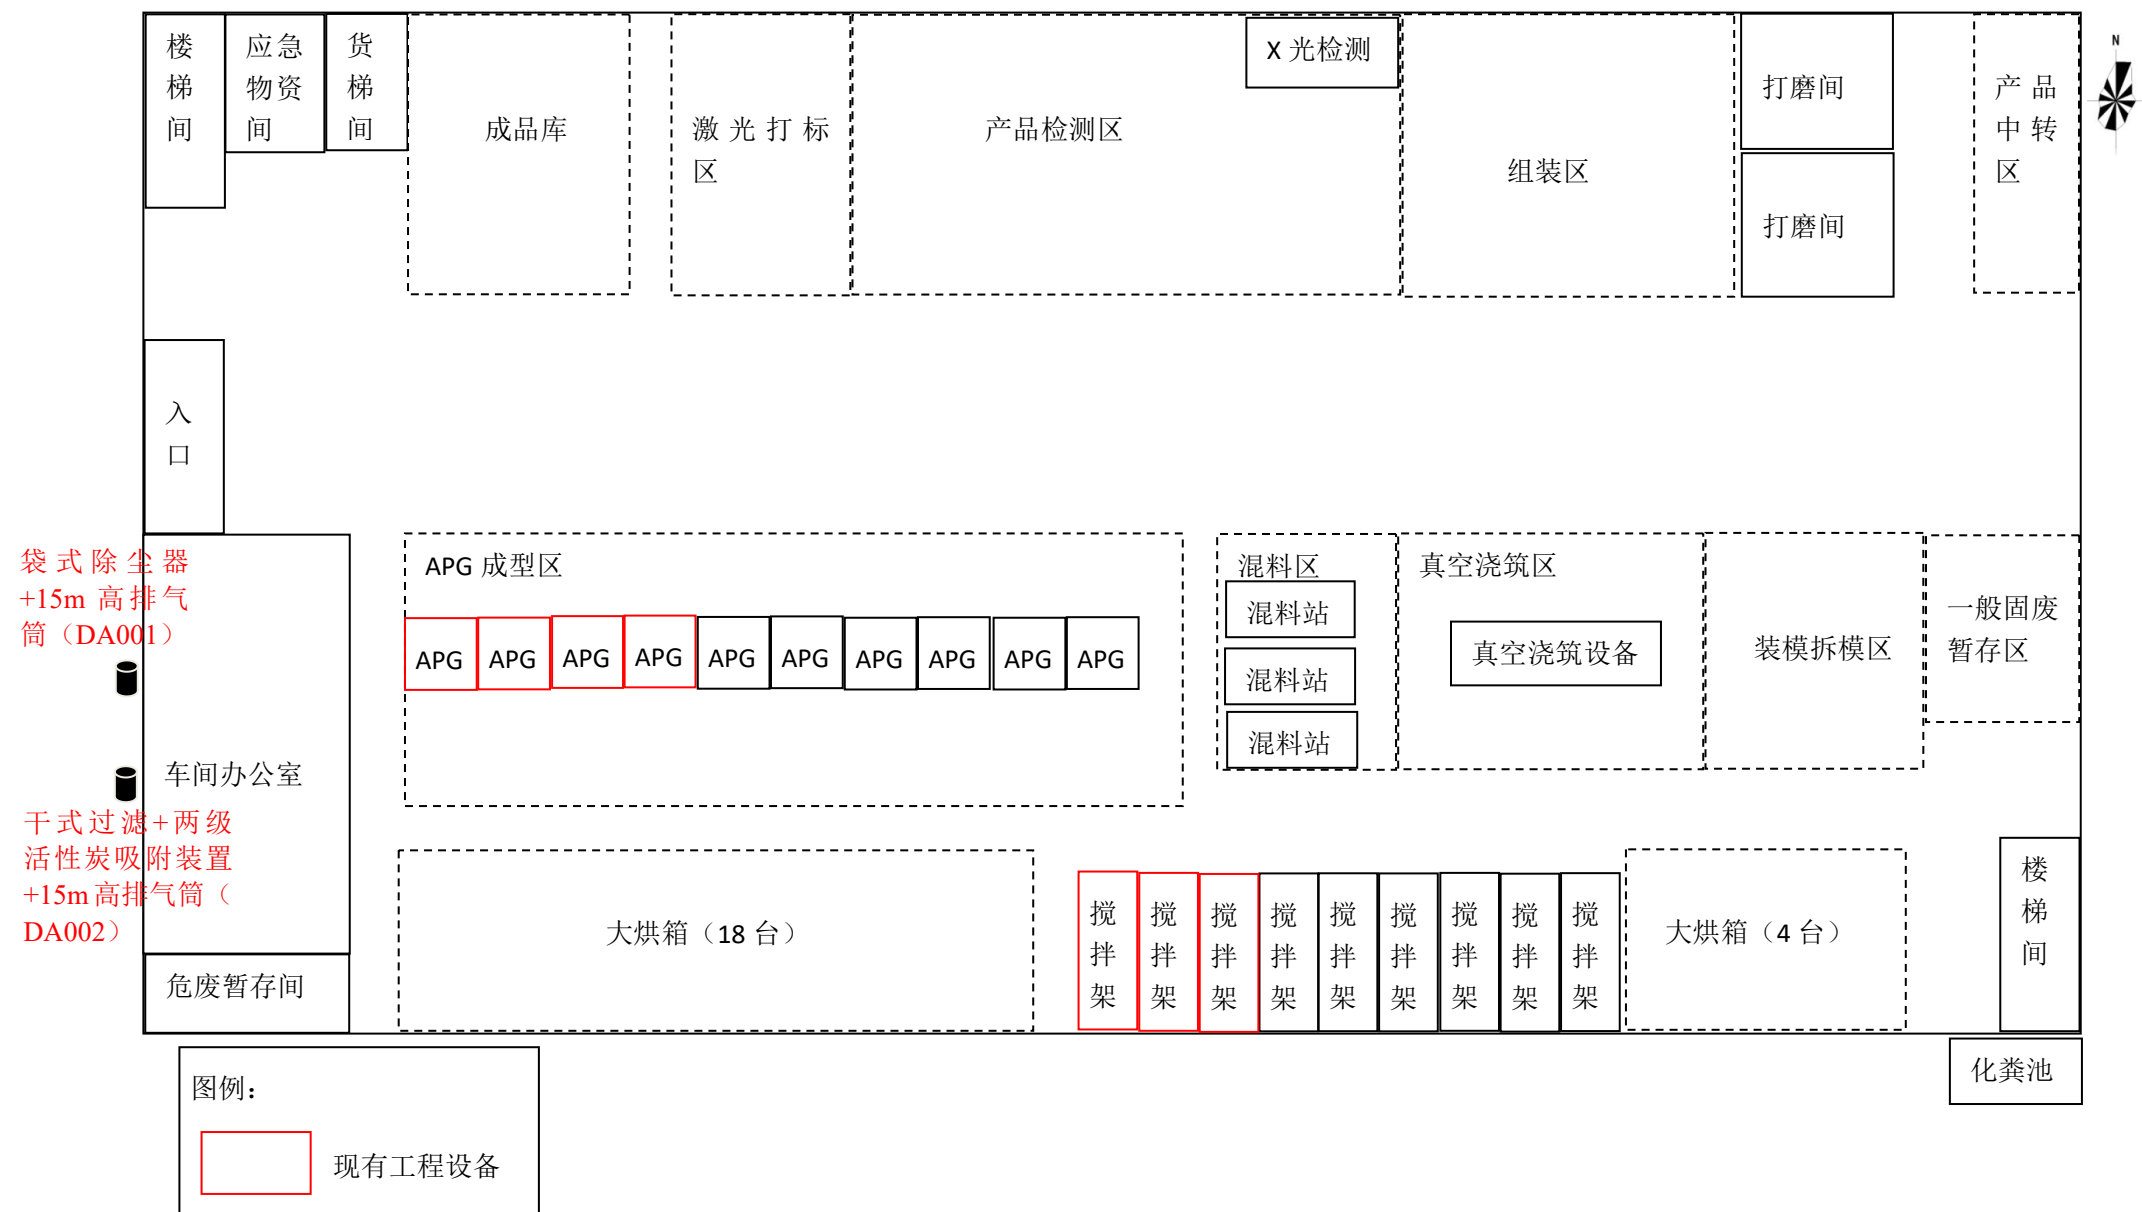 楼
梯
间
应急
物资
间
货
梯
间
成品库
激光打标
区
产品检测区
X 光检测
组装区
打磨间
打磨间
产品
中转
区
N
入
口
袋式除尘器
+15m 高排气
筒（DA001）
车间办公室
干式过滤+两级
活性炭吸附装置
+15m 高排气筒（
DA002）
危废暂存间
APG 成型区
APG
APG
APG
APG
APG
APG
APG
APG
APG
APG
混料区
混料站
混料站
混料站
真空浇筑区
真空浇筑设备
装模拆模区
一般固废
暂存区
大烘箱（18 台）
搅
拌
架
搅
拌
架
搅
拌
架
搅
拌
架
搅
拌
架
搅
拌
架
搅
拌
架
搅
拌
架
搅
拌
架
大烘箱（4 台）
楼
梯
间
化粪池
图例：
现有工程设备